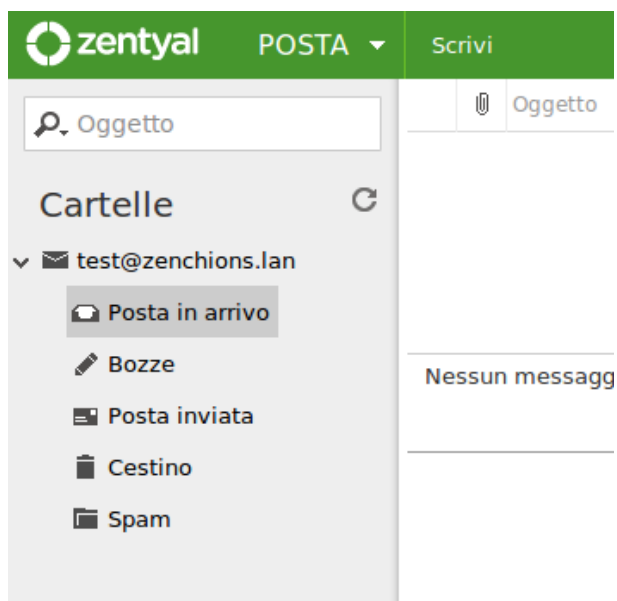 zentyal POSTA Scrivi
Oggetto
Oggetto
Cartelle
test@zenchions.lan
Posta in arrivo
Bozze
Nessun messagg
Posta inviata
Cestino
Spam